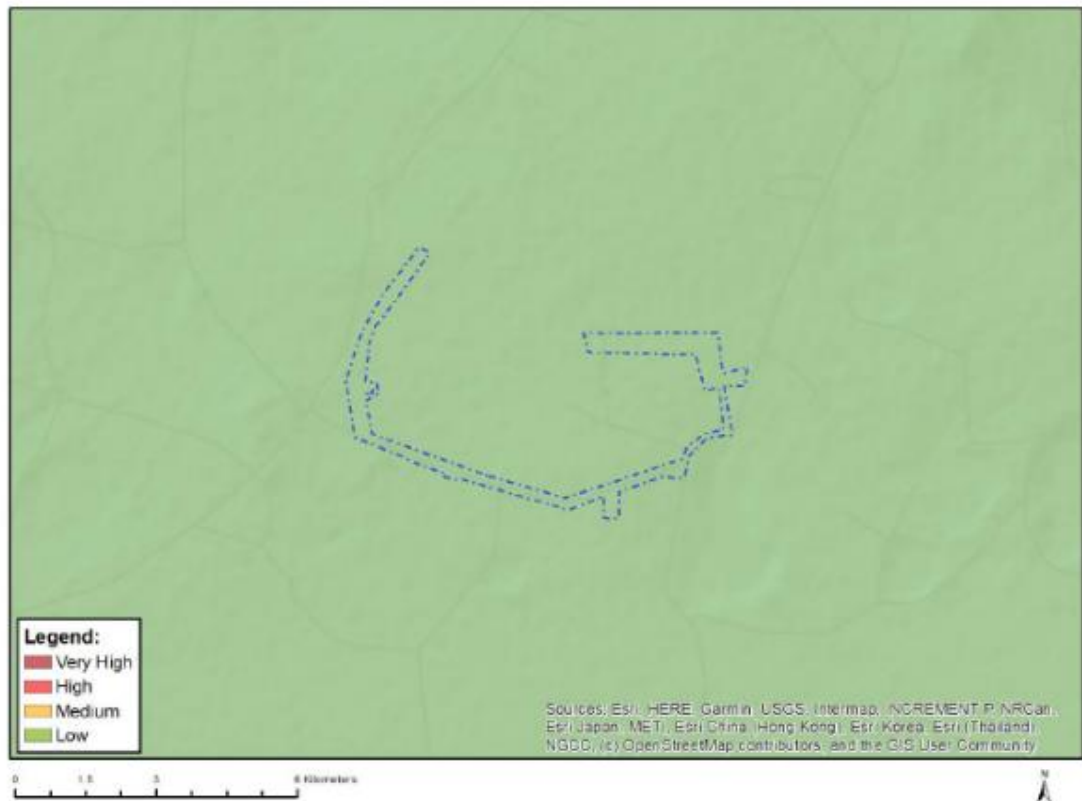 Legend:
Very High
High
Medium
Low
Sources: Esri, HERE, Garmin, USGS, Intermap, INCREMENT P, NRCan,
Esri Japan, METI, Esri China (Hong Kong), Esri Korea, Esri (Thailand),
NGCC, (c) OpenStreetMap contributors, and the GIS User Community
0 1.5 3 6 Kilometers
N